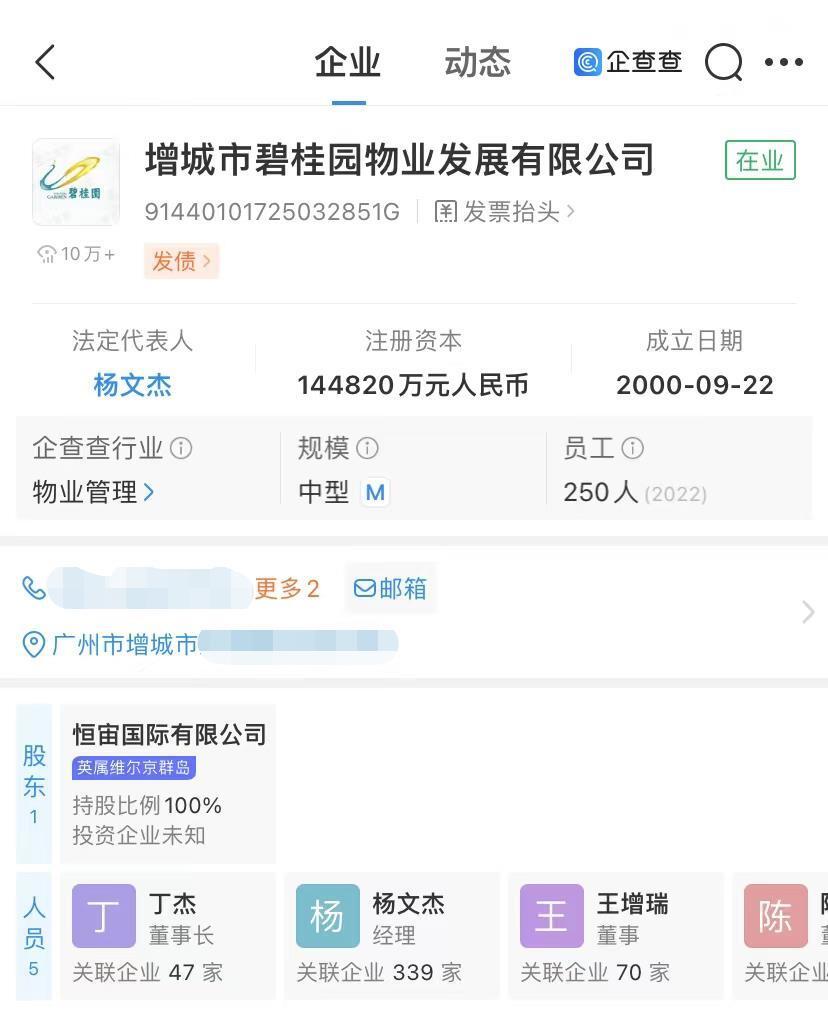 企业 动态 企查查
增城市碧桂园物业发展有限公司 在业
碧桂园
91440101725032851G 发票抬头
10万+ 发债
法定代表人 注册资本 成立日期
杨文杰 144820万元人民币 2000-09-22
企查查行业 规模 员工
物业管理 中型 M 250人(2022)
更多2 邮箱
广州市增城市
股东 1
恒宙国际有限公司
英属维尔京群岛
持股比例100%
投资企业未知
人员 5
丁 丁杰
董事长
关联企业 47 家
杨 杨文杰
经理
关联企业 339 家
王 王增瑞
董事
关联企业 70 家
陈
关联企业